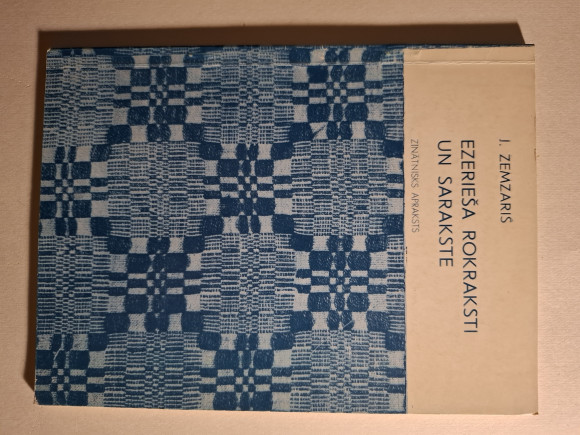 J. ZEMZARIS
EZERIEŠA ROKRAKSTI
UN SARAKSTE
ZINĀTNISKS APRAKSTS